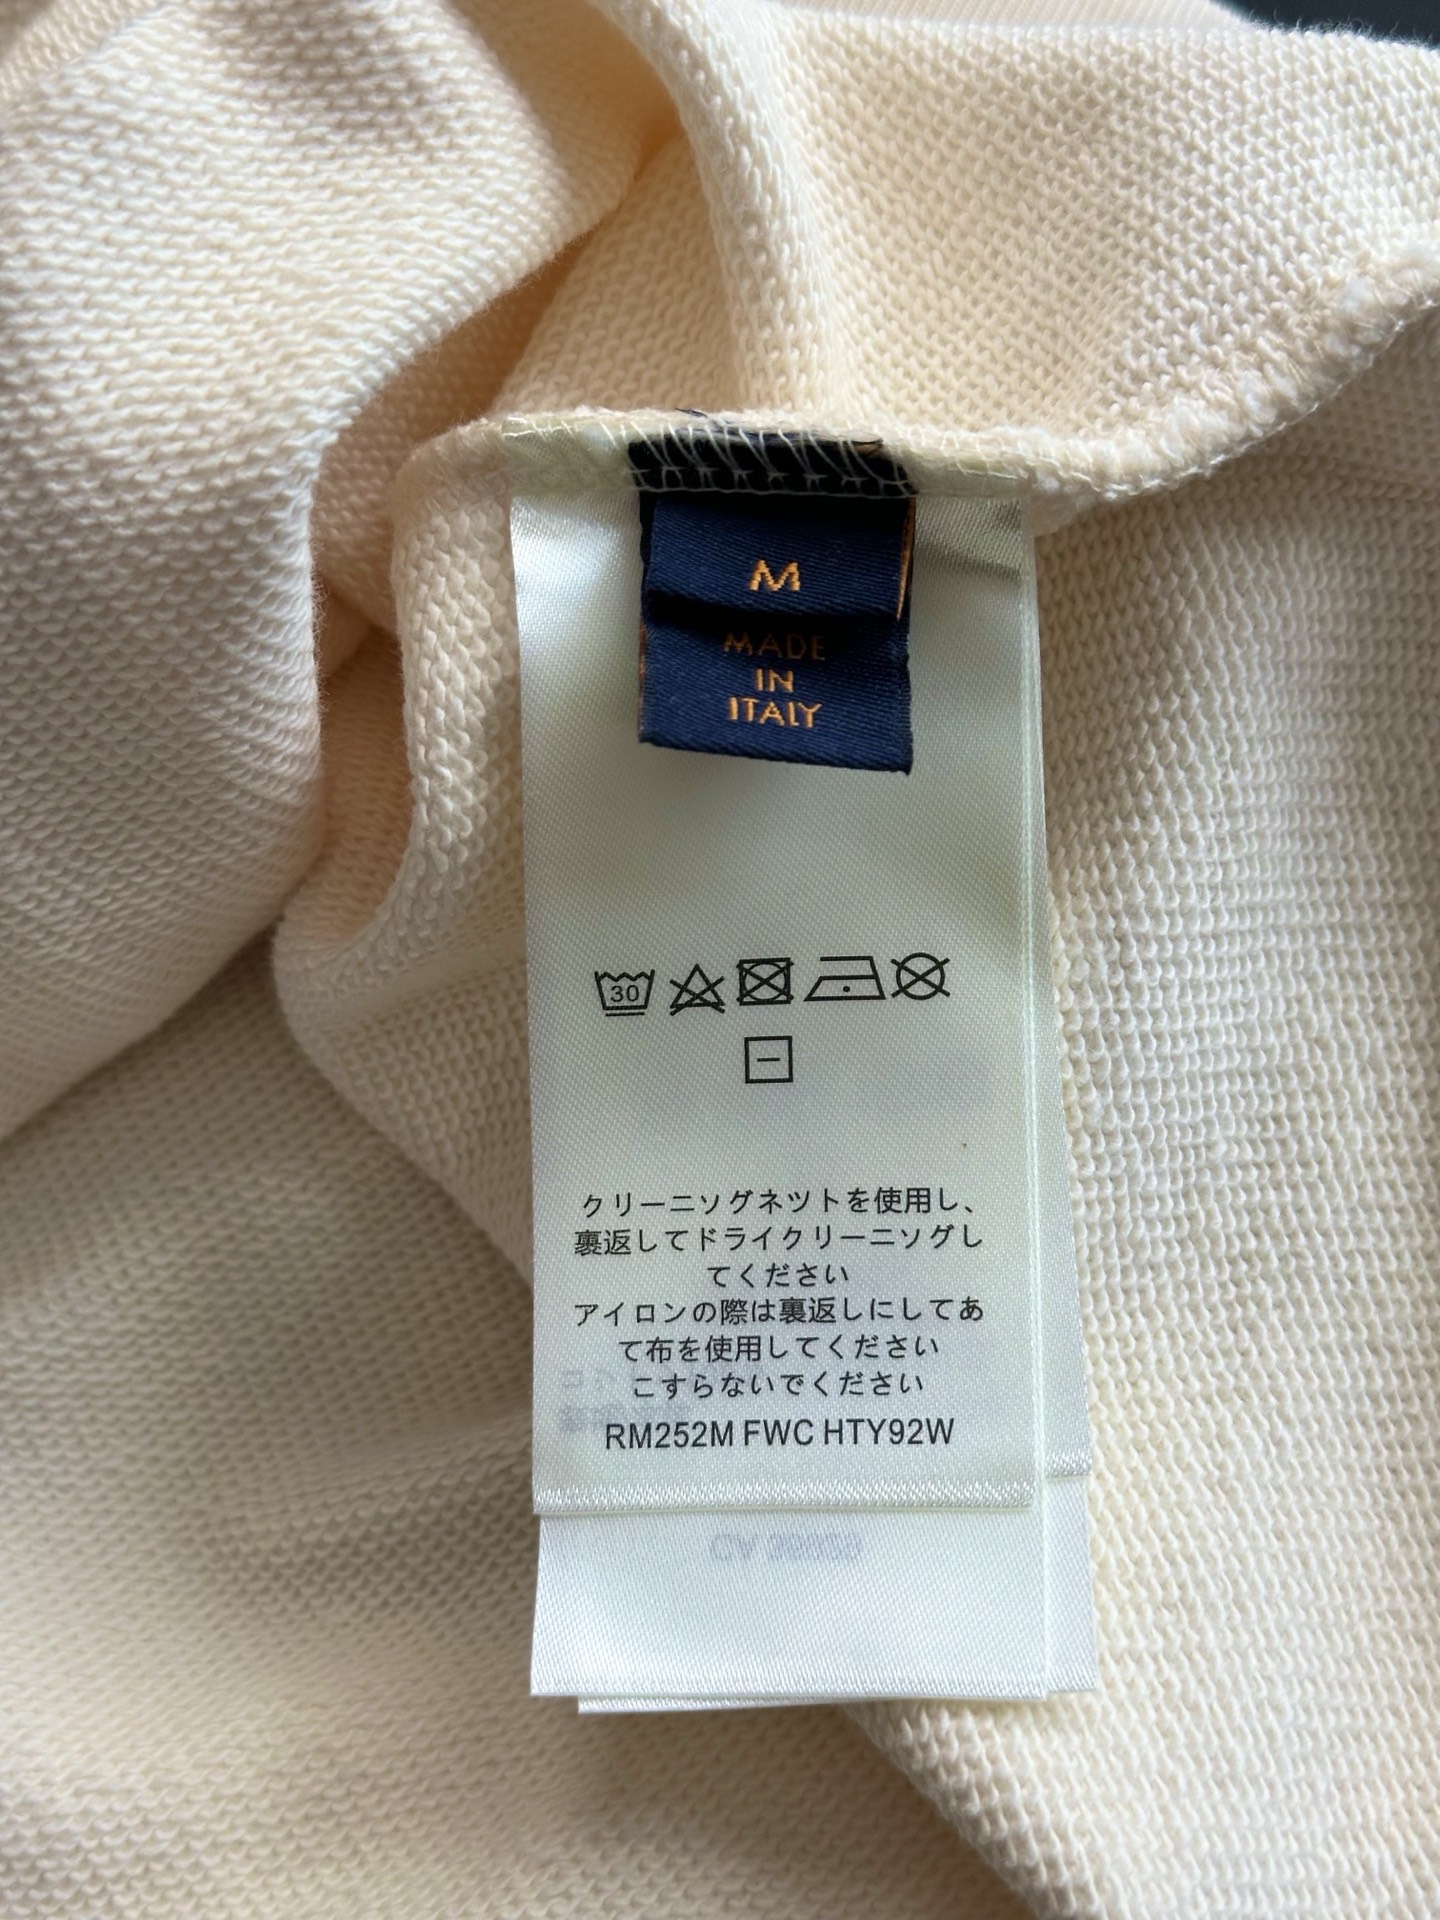 M
MADE
IN
ITALY
30
クリーニソグネツトを使用し、
裏返してドライクリーニソグし
てください
アイロンの際は裏返しにしてあ
て布を使用してください
こすらないでください
RM252M FWC HTY92W